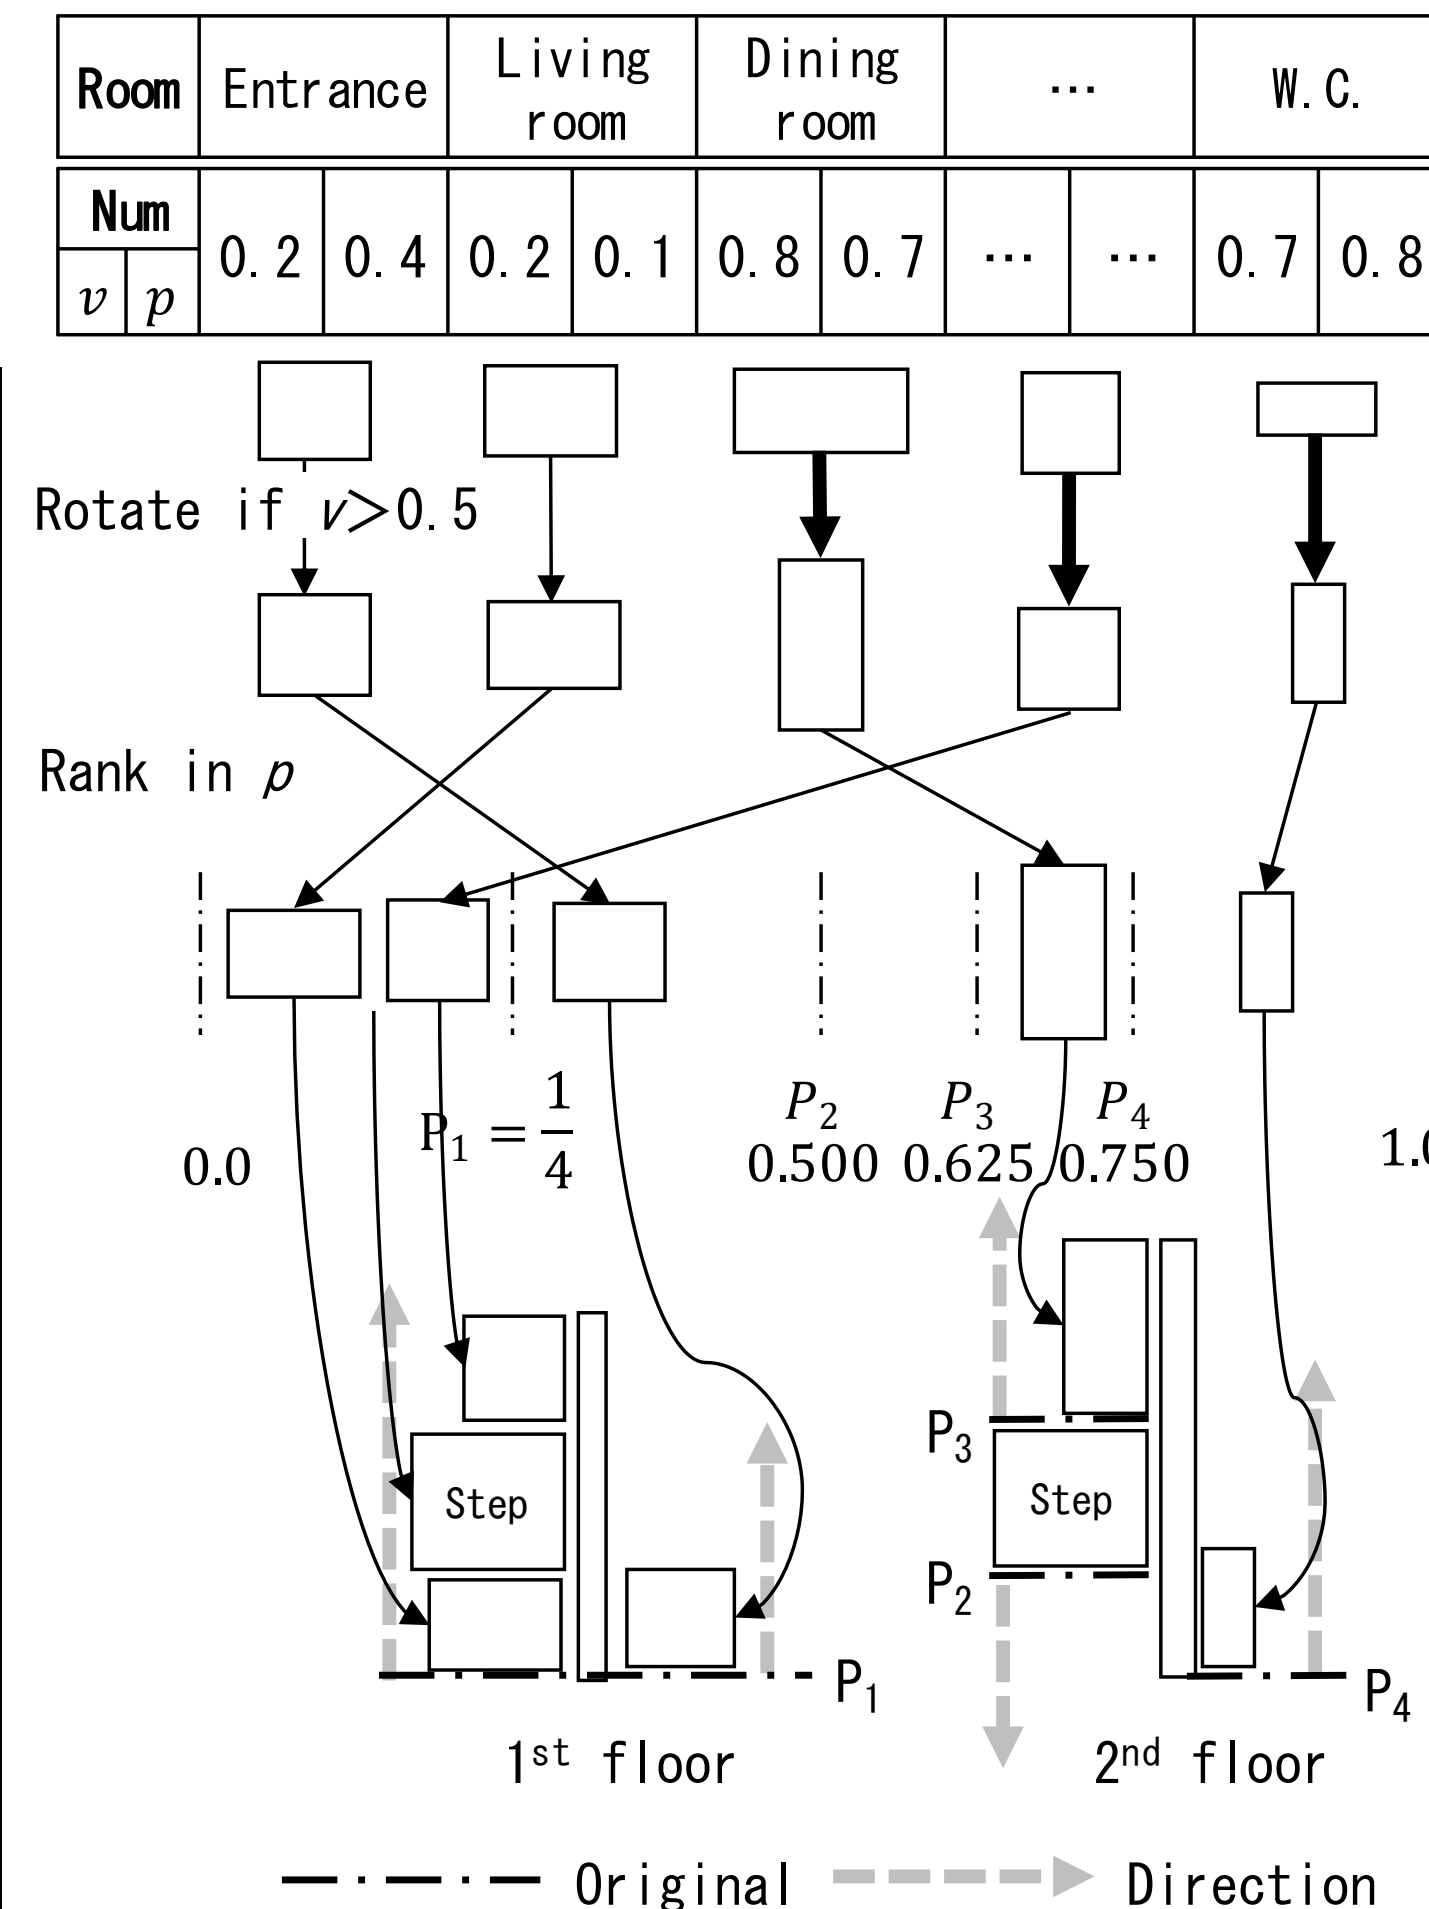 Room Entrance Living room Dining room … W.C.
Num
v p 0.2 0.4 0.2 0.1 0.8 0.7 … … 0.7 0.8
Rotate if v>0.5
Rank in p
0.0 P₁ = 1/4 P₂ 0.500 P₃ 0.625 P₄ 0.750 1.0
P₃
Step Step
P₂
P₁ P₄
1st floor 2nd floor
Original Direction